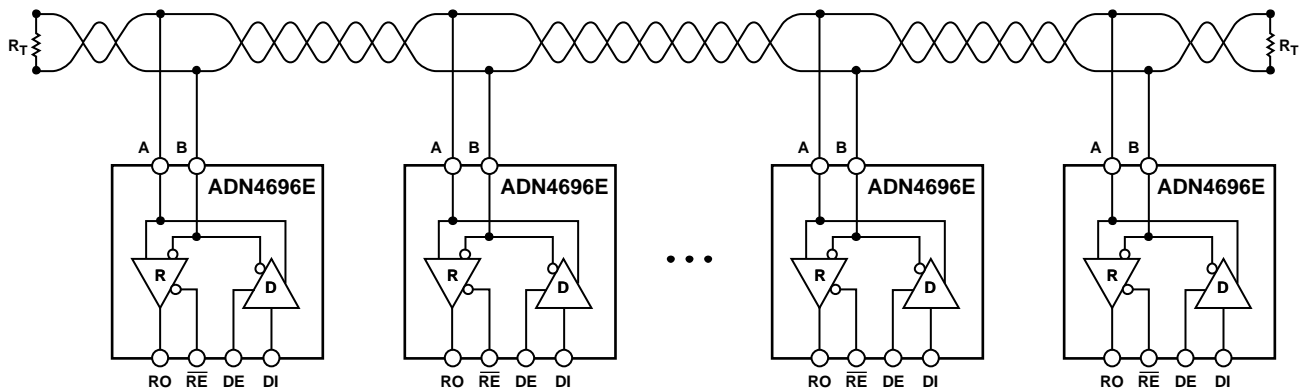 RT RT
A B A B A B A B
ADN4696E ADN4696E ADN4696E ADN4696E
R D R D R D R D
RO RE DE DI RO RE DE DI RO RE DE DI RO RE DE DI